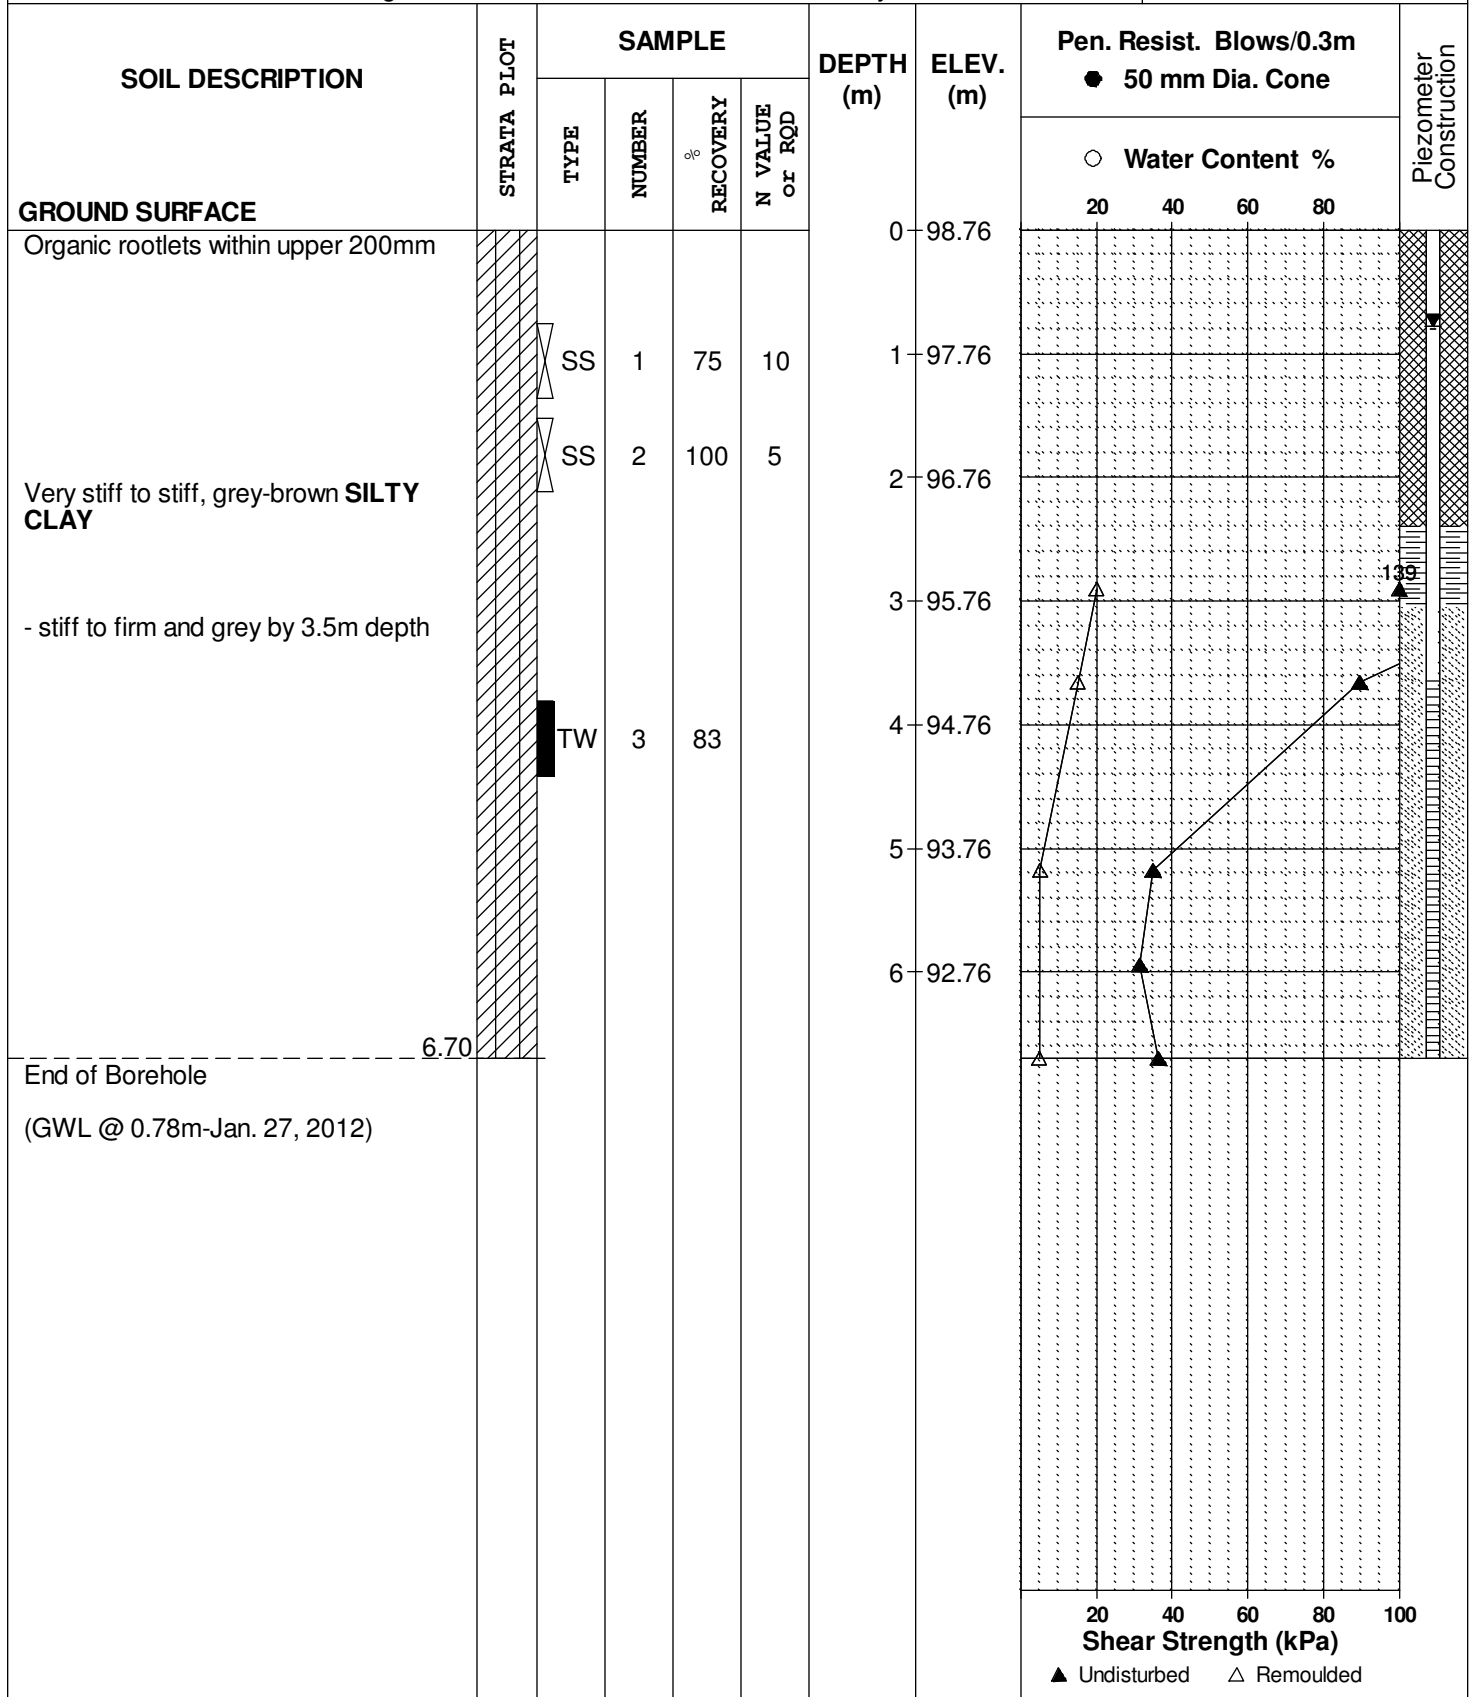 SOIL DESCRIPTION
STRATA PLOT
SAMPLE
TYPE
NUMBER
%
RECOVERY
N VALUE
or RQD
DEPTH
(m)
ELEV.
(m)
Pen. Resist. Blows/0.3m
● 50 mm Dia. Cone
○ Water Content %
20 40 60 80
Piezometer
Construction
GROUND SURFACE
0 98.76
Organic rootlets within upper 200mm
SS 1 75 10
1 97.76
SS 2 100 5
2 96.76
Very stiff to stiff, grey-brown SILTY
CLAY
139
3 95.76
- stiff to firm and grey by 3.5m depth
4 94.76
TW 3 83
5 93.76
6 92.76
6.70
End of Borehole
(GWL @ 0.78m-Jan. 27, 2012)
20 40 60 80 100
Shear Strength (kPa)
▲ Undisturbed △ Remoulded